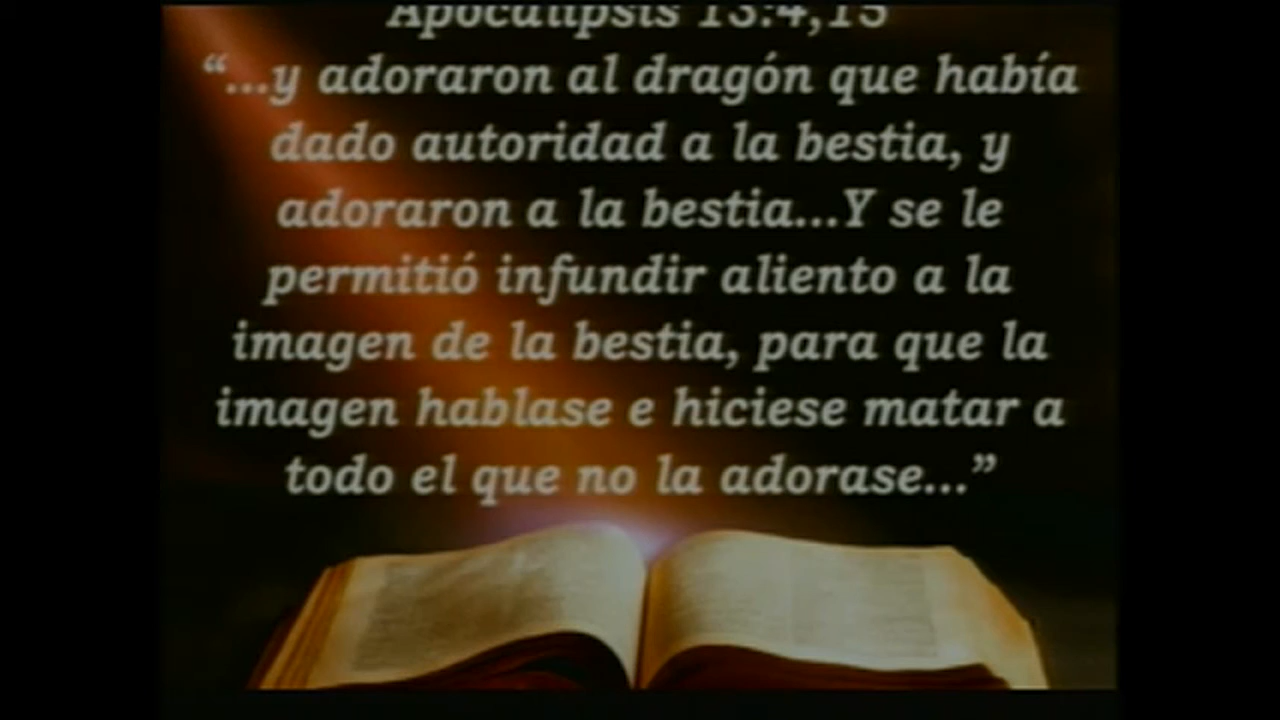 Apocalipsis 13:4,15
“...y adoraron al dragón que había
dado autoridad a la bestia, y
adoraron a la bestia...Y se le
permitió infundir aliento a la
imagen de la bestia, para que la
imagen hablase e hiciese matar a
todo el que no la adorase...”